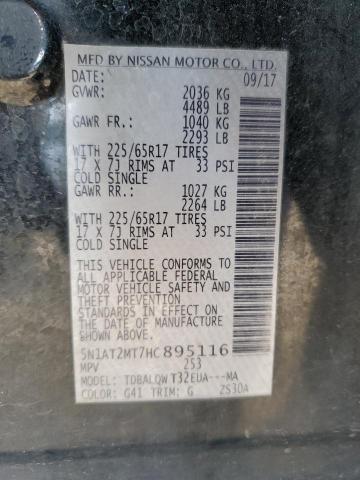 MFD BY NISSAN MOTOR CO., LTD.
DATE: 09/17
GVWR: 2036 KG
4489 LB
GAWR FR.: 1040 KG
2293 LB
WITH 225/65R17 TIRES
17 X 7J RIMS AT 33 PSI
COLD SINGLE
GAWR RR.: 1027 KG
2264 LB
WITH 225/65R17 TIRES
17 X 7J RIMS AT 33 PSI
COLD SINGLE
THIS VEHICLE CONFORMS TO
ALL APPLICABLE FEDERAL
MOTOR VEHICLE SAFETY
AND THEFT PREVENTION
STANDARDS IN EFFECT ON
THE DATE OF MANUFACTURE
SHOWN ABOVE.
5N1AT2MT7HC895116
MPV 253
MODEL: TDBALQWT32EUA---MA
COLOR: G41 TRIM: G ZS30A